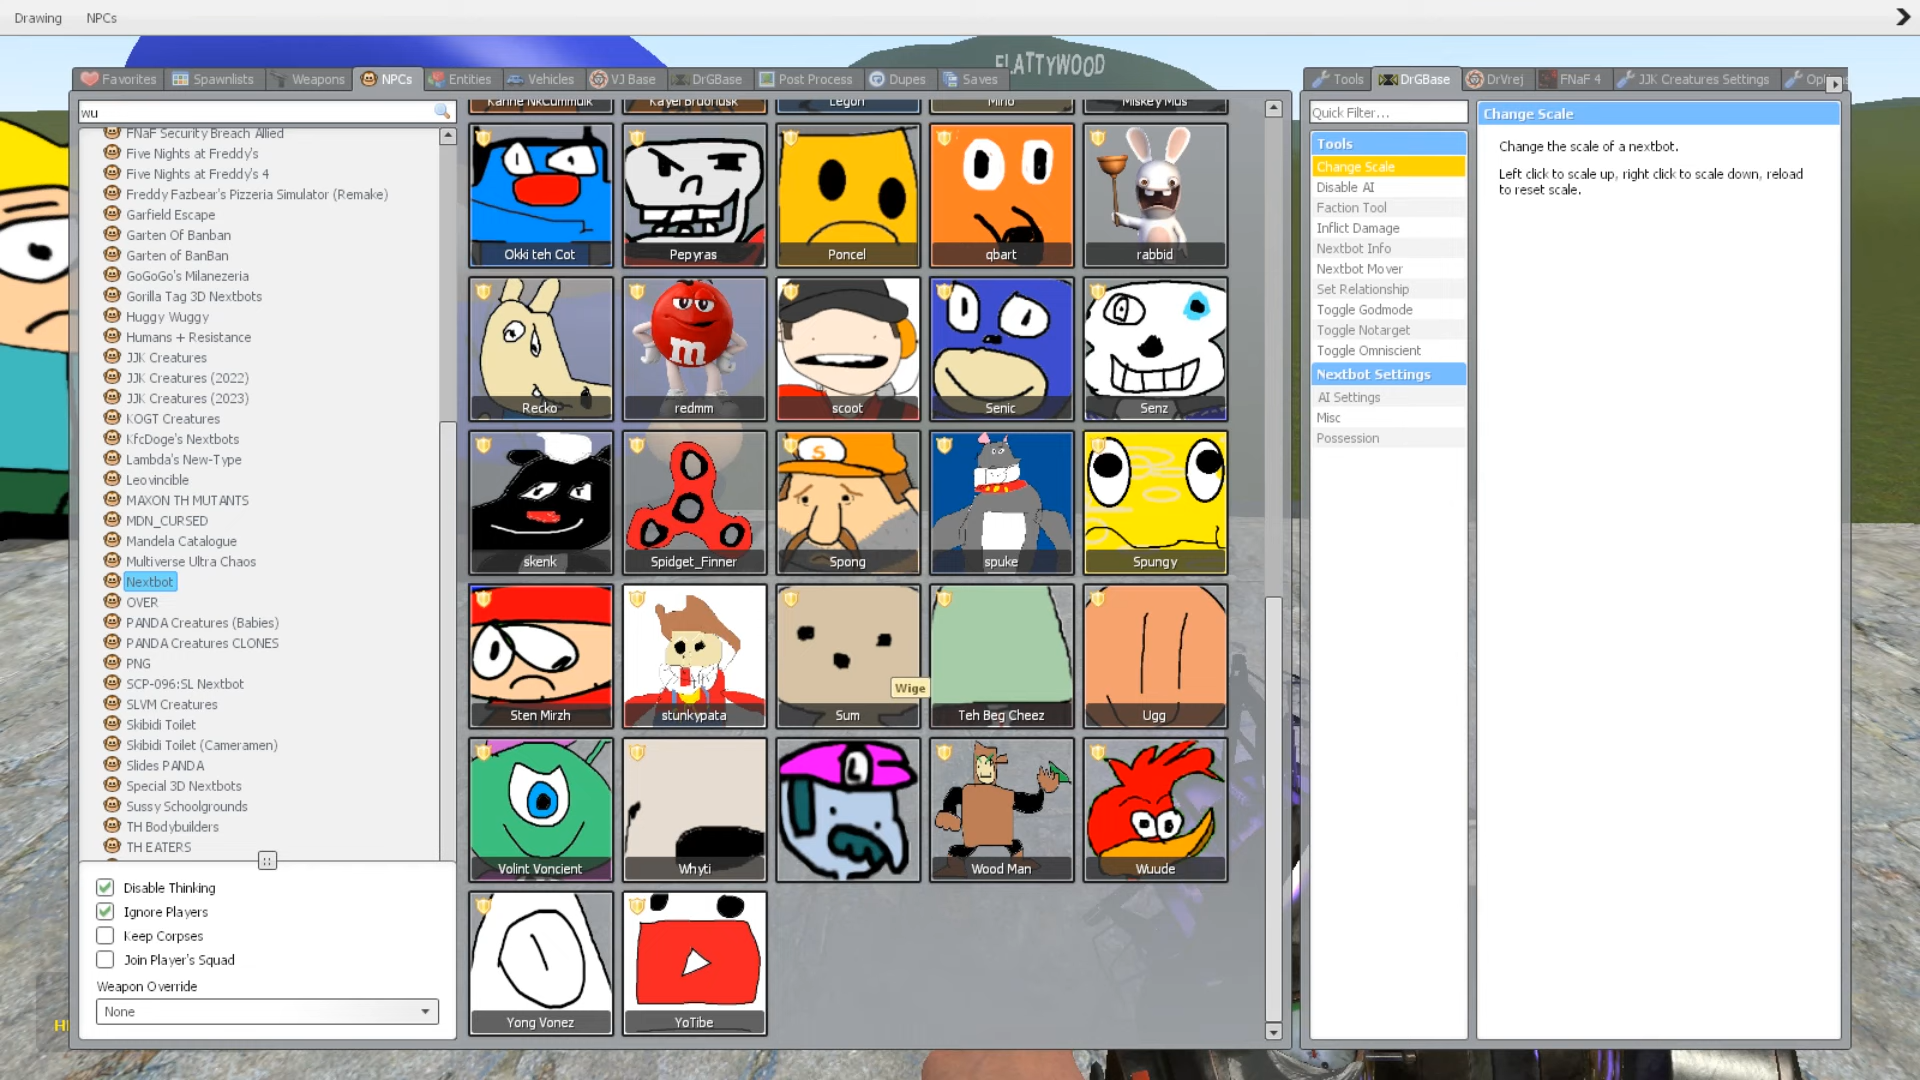 Drawing NPCs
FLATTYWOOD
Favorites Spawnlists Weapons NPCs Entities Vehicles VJ Base DrGBase Post Process Dupes Saves
Tools DrGBase DrVrej FNaF 4 JJK Creatures Settings
wu
FNaF Security Breach Allied
Five Nights at Freddy's
Five Nights at Freddy's 4
Freddy Fazbear's Pizzeria Simulator (Remake)
Garfield Escape
Garten Of Banban
Garten of BanBan
GoGoGo's Milanezeria
Gorilla Tag 3D Nextbots
Huggy Wuggy
Humans + Resistance
JJK Creatures
JJK Creatures (2022)
JJK Creatures (2023)
KOGT Creatures
KfcDoge's Nextbots
Lambda's New-Type
Leovincible
MAXON TH MUTANTS
MDN_CURSED
Mandela Catalogue
Multiverse Ultra Chaos
Nextbot
OVER
PANDA Creatures (Babies)
PANDA Creatures CLONES
PNG
SCP-096:SL Nextbot
SLVM Creatures
Skibidi Toilet
Skibidi Toilet (Cameramen)
Slides PANDA
Special 3D Nextbots
Sussy Schoolgrounds
TH Bodybuilders
TH EATERS
Disable Thinking
Ignore Players
Keep Corpses
Join Player's Squad
Weapon Override
None
Legon Mirio Miskey Mus
Okki teh Cot Pepyras Poncel qbart rabbid
m
Recko redmm scoot Senic Senz
S
skenk Spidget_Finner Spong spuke Spungy
Wige
Sten Mirzh stunkypata Sum Teh Beg Cheez Ugg
L
Volint Voncient Whyti Wood Man Wuude
Yong Vonez YoTibe
Quick Filter...
Tools
Change Scale
Disable AI
Faction Tool
Inflict Damage
Nextbot Info
Nextbot Mover
Set Relationship
Toggle Godmode
Toggle Notarget
Toggle Omniscient
Nextbot Settings
AI Settings
Misc
Possession
Change Scale
Change the scale of a nextbot.
Left click to scale up, right click to scale down, reload
to reset scale.